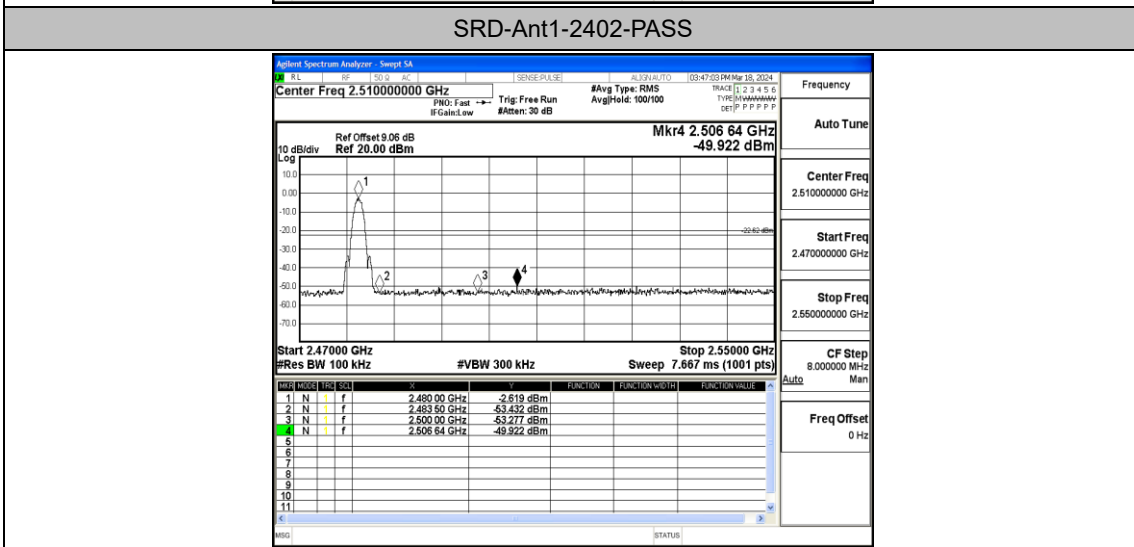 SRD-Ant1-2402-PASS
Agilent Spectrum Analyzer - Swept SA
RL RF 50 Ω AC SENSE:PULSE ALIGNAUTO 03:47:03 PM Mar 18, 2024
Center Freq 2.510000000 GHz
PNO: Fast
IFGain:Low
Trig: Free Run
#Atten: 30 dB
#Avg Type: RMS
Avg|Hold: 100/100
TRACE 1 2 3 4 5 6
TYPE M
DET P P P P P P
Mkr4 2.506 64 GHz
-49.922 dBm
Ref Offset 9.06 dB
10 dB/div Ref 20.00 dBm
Log
10.0
0.00
-10.0
-20.0
-30.0
-40.0
-50.0
-60.0
-70.0
1
2
3
4
-22.62 dBm
Start 2.47000 GHz Stop 2.55000 GHz
#Res BW 100 kHz #VBW 300 kHz Sweep 7.667 ms (1001 pts)
MKR MODE TRC SCL X Y FUNCTION FUNCTION WIDTH FUNCTION VALUE
1 N 1 f 2.480 00 GHz -2.619 dBm
2 N 1 f 2.483 50 GHz -53.432 dBm
3 N 1 f 2.500 00 GHz -53.277 dBm
4 N 1 f 2.506 64 GHz -49.922 dBm
5
6
7
8
9
10
11
MSG STATUS
Frequency
Auto Tune
Center Freq
2.510000000 GHz
Start Freq
2.470000000 GHz
Stop Freq
2.550000000 GHz
CF Step
8.000000 MHz
Auto Man
Freq Offset
0 Hz